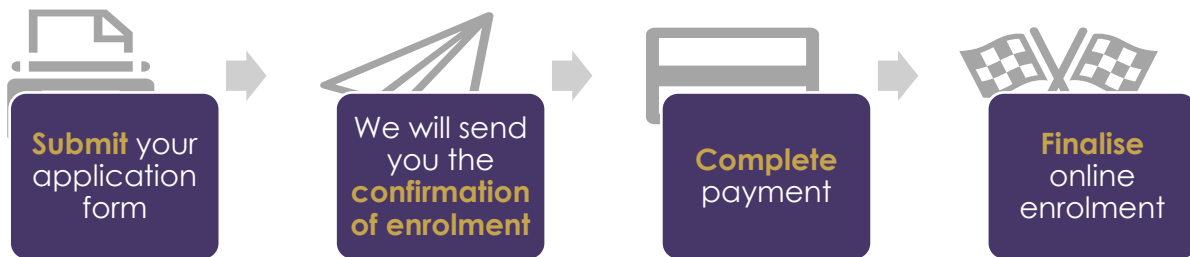 Submit your
application
form
We will send
you the
confirmation
of enrolment
Complete
payment
Finalise
online
enrolment